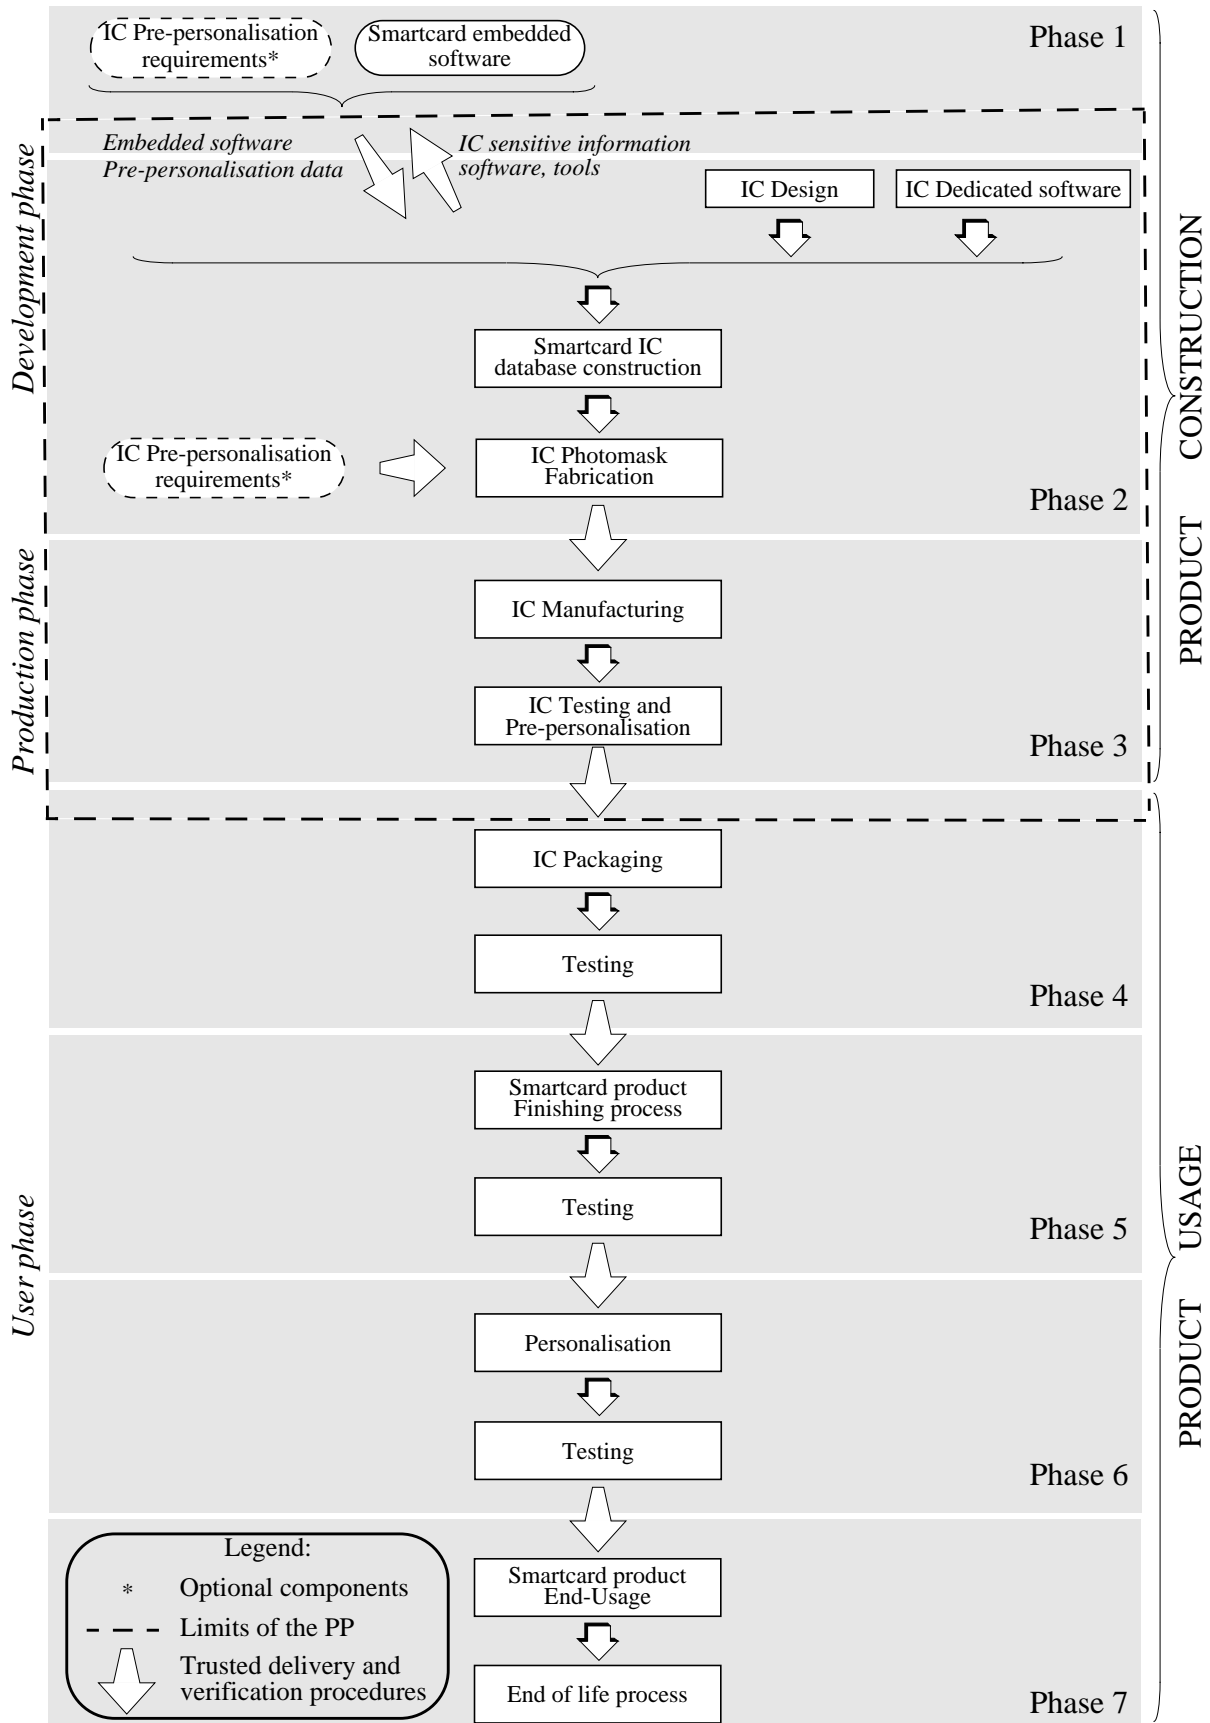 IC Pre-personalisation
requirements*
Smartcard embedded
software
Phase 1
Embedded software
Pre-personalisation data
IC sensitive information
software, tools
IC Design
IC Dedicated software
Development phase
CONSTRUCTION
Smartcard IC
database construction
IC Pre-personalisation
requirements*
IC Photomask
Fabrication
Phase 2
PRODUCT
Production phase
IC Manufacturing
IC Testing and
Pre-personalisation
Phase 3
IC Packaging
Testing
Phase 4
Smartcard product
Finishing process
Testing
Phase 5
User phase
USAGE
PRODUCT
Personalisation
Testing
Phase 6
Legend:
* Optional components
Limits of the PP
Trusted delivery and
verification procedures
Smartcard product
End-Usage
End of life process
Phase 7